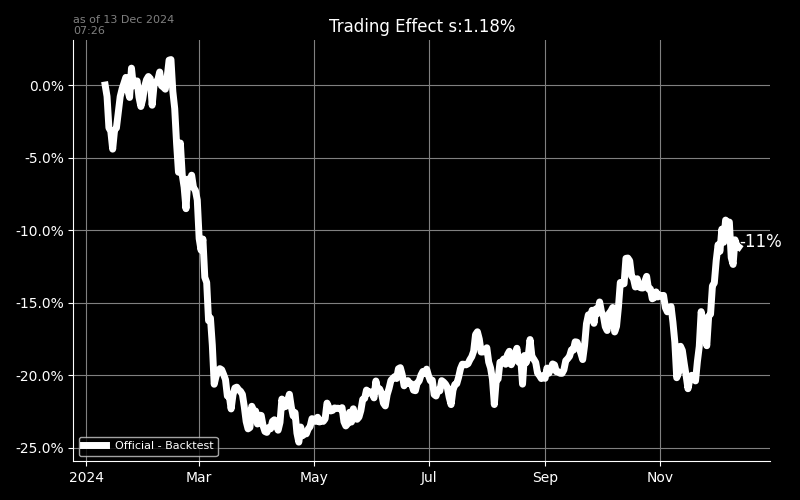 as of 13 Dec 2024
07:26
Trading Effect s:1.18%
0.0%
-5.0%
-10.0%
-11%
-15.0%
-20.0%
-25.0%
Official - Backtest
2024 Mar May Jul Sep Nov